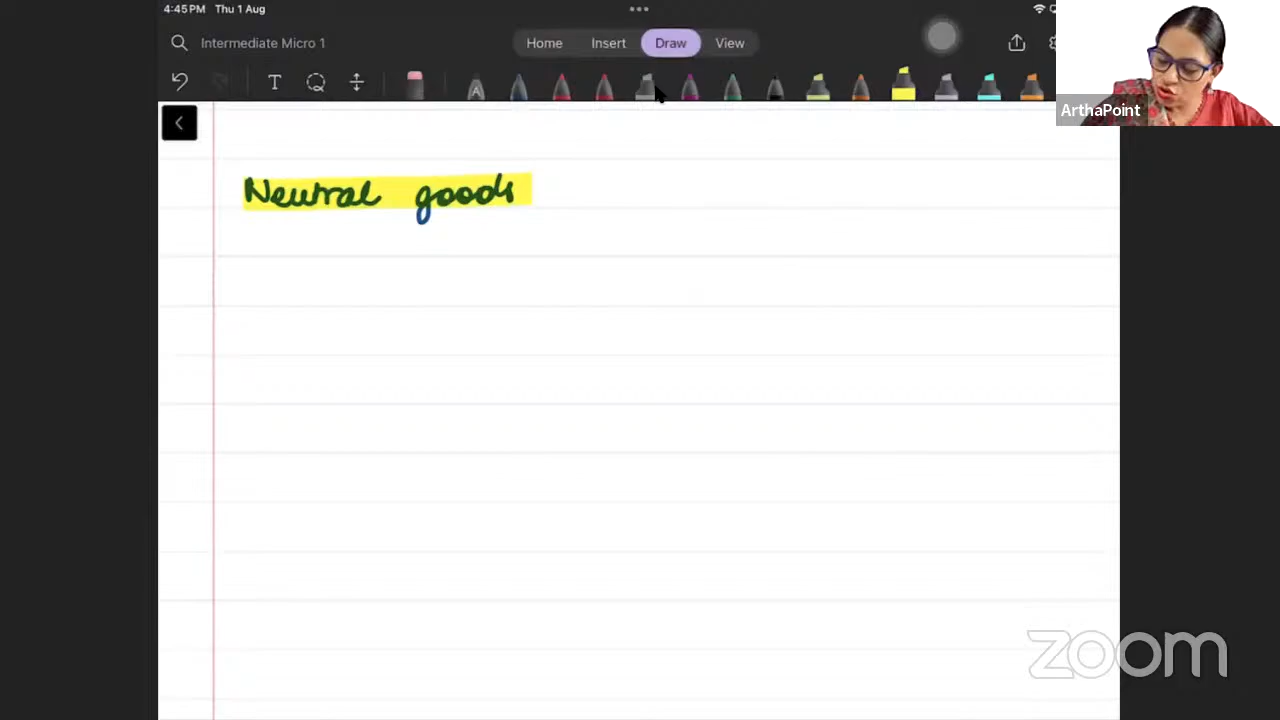 4:45 PM Thu 1 Aug
Intermediate Micro 1
Home Insert Draw View
T
A
ArthaPoint
Neutral goods
zoom